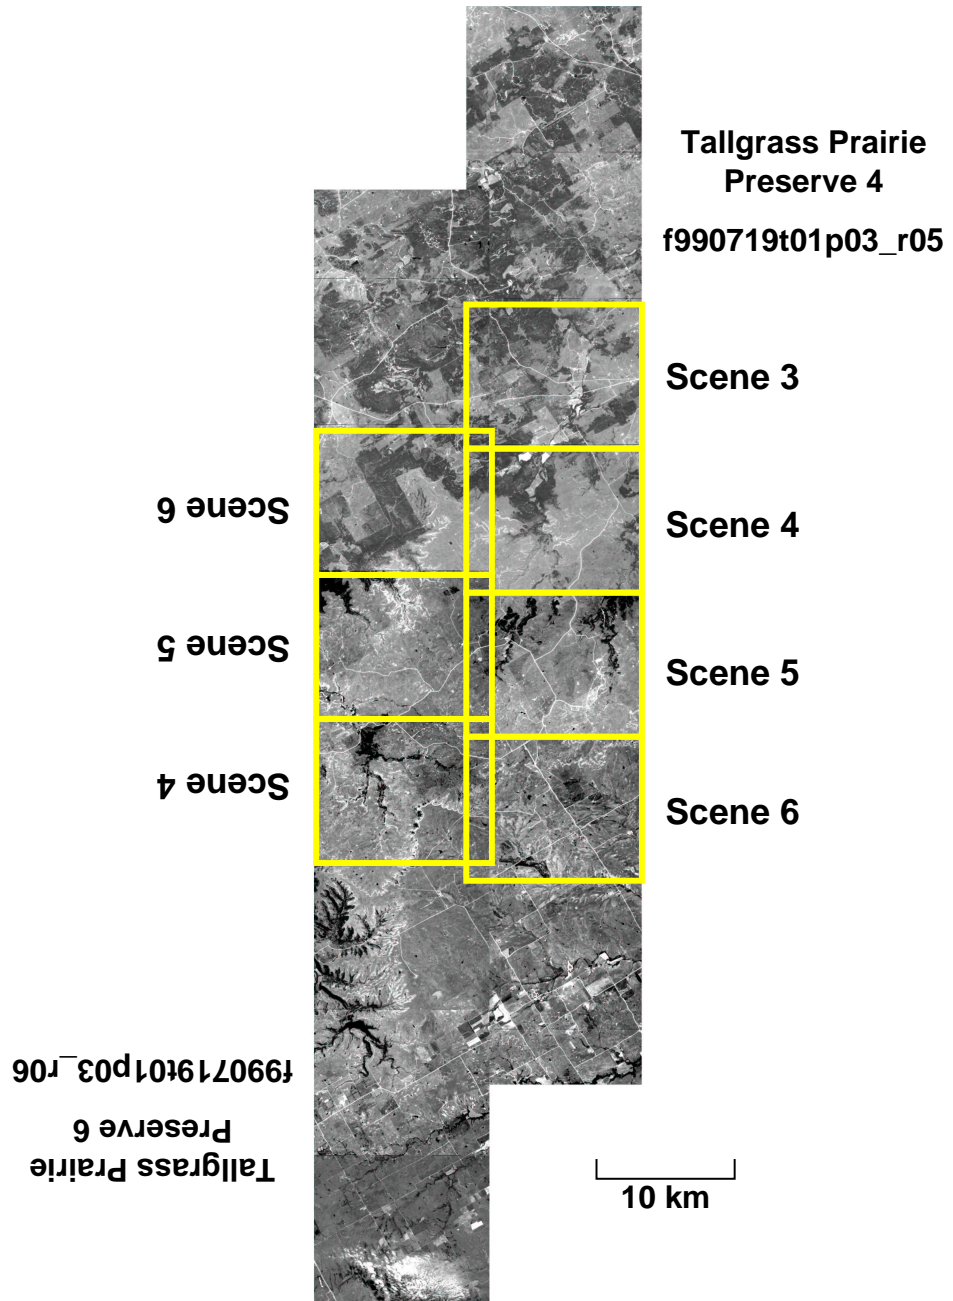 Tallgrass Prairie
Preserve 4
f990719t01p03_r05
Scene 3
Scene 4
Scene 5
Scene 6
Scene 6
Scene 5
Scene 4
Tallgrass Prairie
Preserve 6
f990719t01p03_r06
10 km